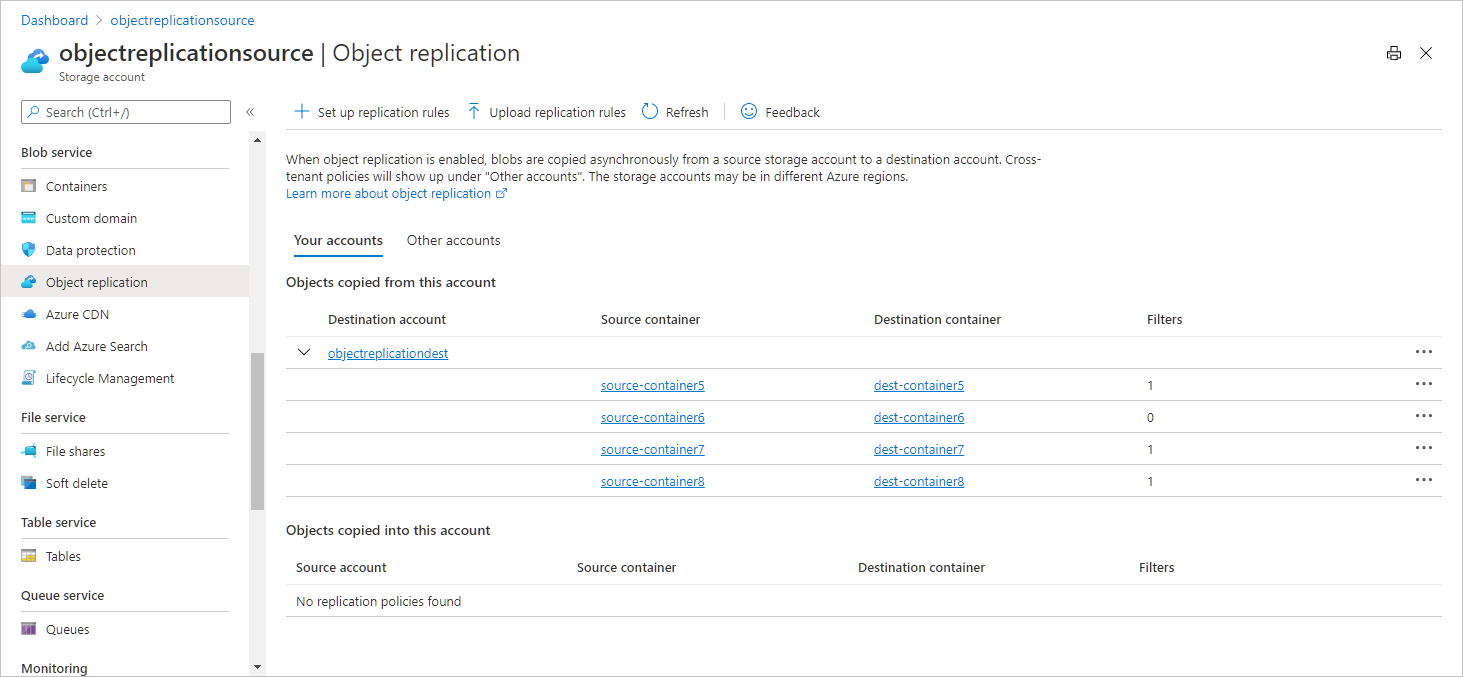 Dashboard > objectreplicationsource
objectreplicationsource | Object replication
Storage account
Search (Ctrl+/)
«
Blob service
Containers
Custom domain
Data protection
Object replication
Azure CDN
Add Azure Search
Lifecycle Management
File service
File shares
Soft delete
Table service
Tables
Queue service
Queues
Monitoring
Set up replication rules
Upload replication rules
Refresh
Feedback
When object replication is enabled, blobs are copied asynchronously from a source storage account to a destination account. Cross-
tenant policies will show up under "Other accounts". The storage accounts may be in different Azure regions.
Learn more about object replication
Your accounts Other accounts
Objects copied from this account
Destination account Source container Destination container Filters
objectreplicationdest
source-container5 dest-container5 1
source-container6 dest-container6 0
source-container7 dest-container7 1
source-container8 dest-container8 1
Objects copied into this account
Source account Source container Destination container Filters
No replication policies found